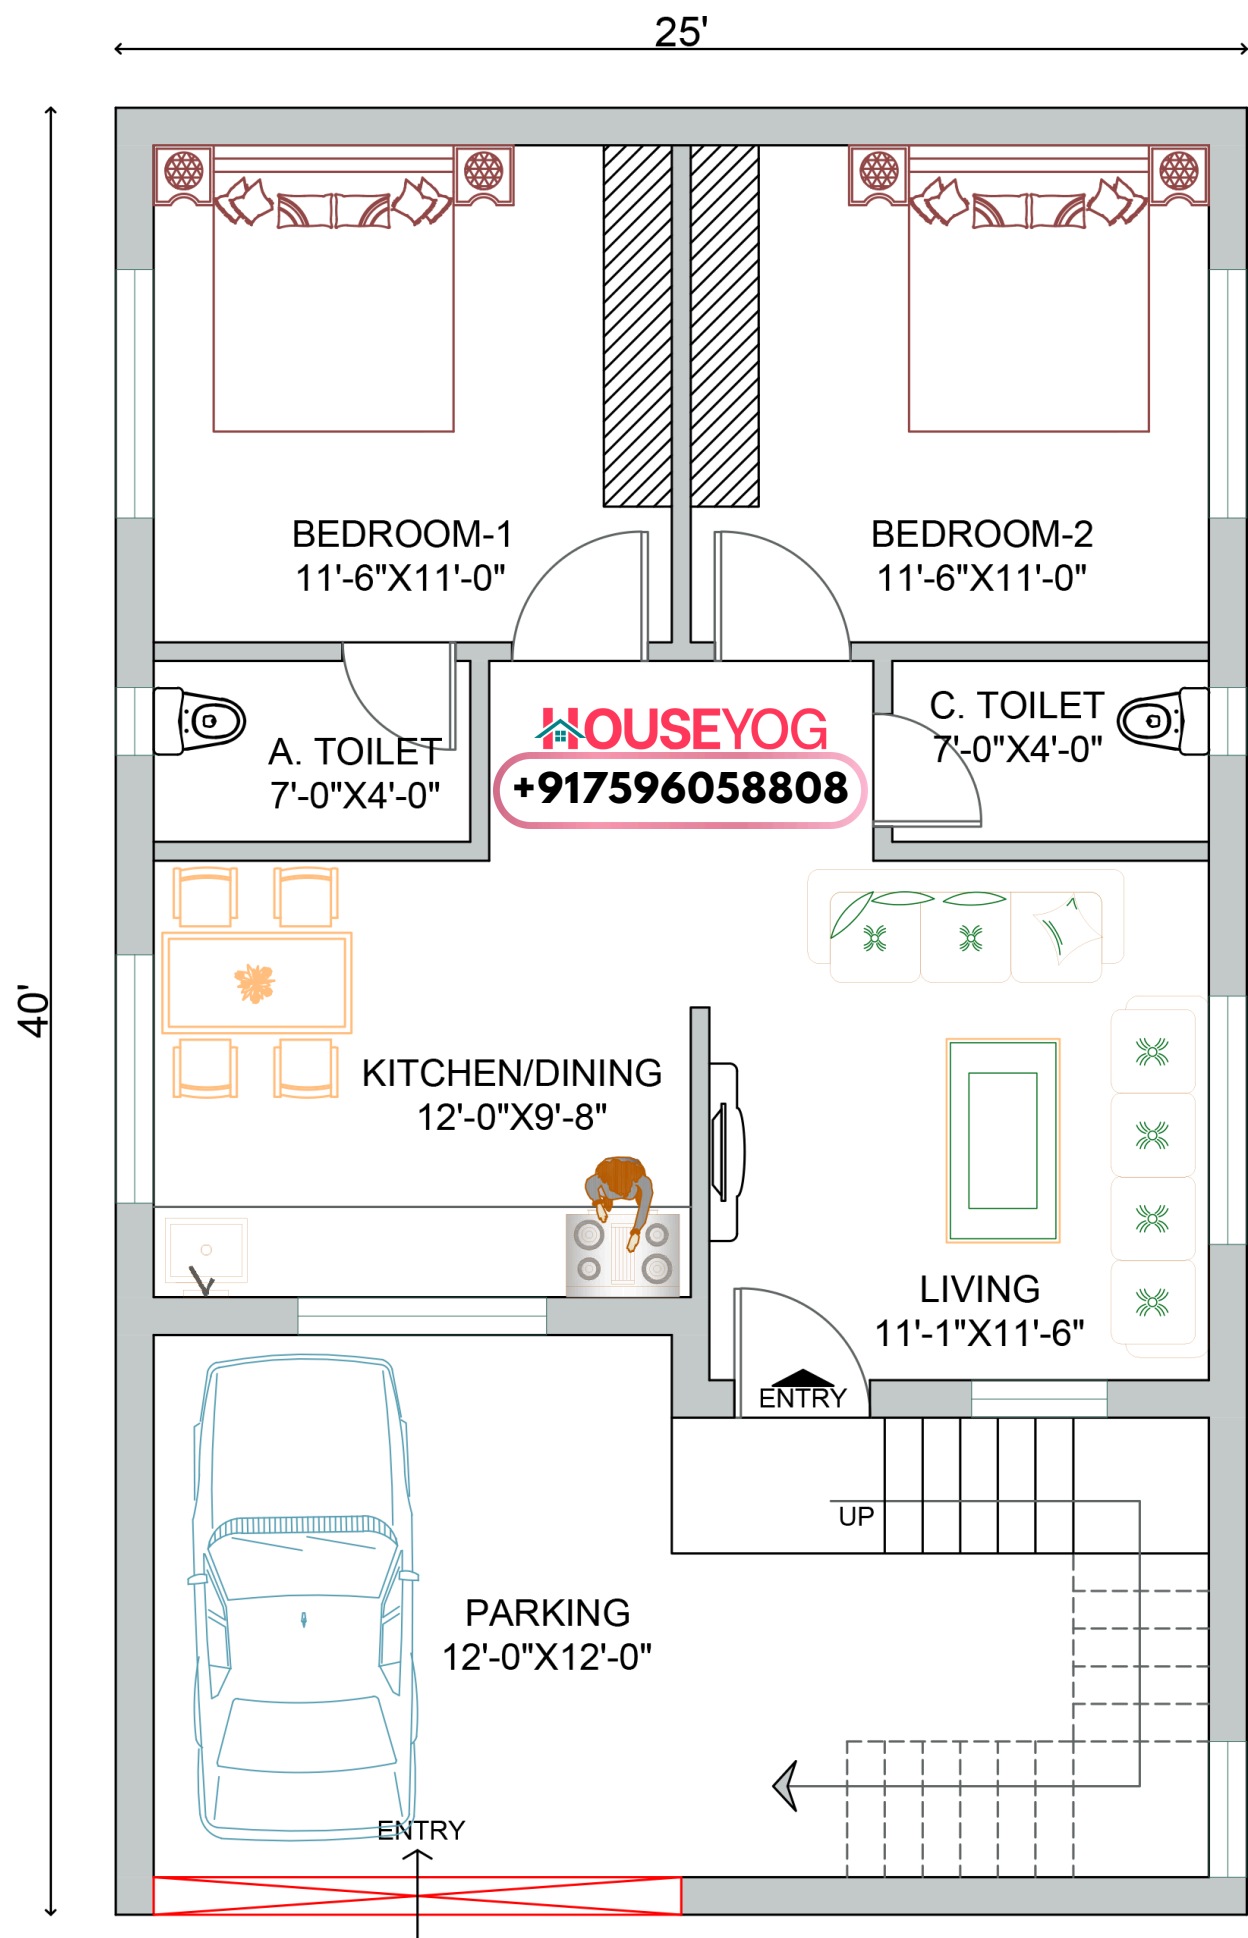 25'
BEDROOM-1
11'-6"X11'-0"
BEDROOM-2
11'-6"X11'-0"
A. TOILET
7'-0"X4'-0"
HOUSEYOG
+917596058808
C. TOILET
7'-0"X4'-0"
40'
KITCHEN/DINING
12'-0"X9'-8"
LIVING
11'-1"X11'-6"
ENTRY
UP
PARKING
12'-0"X12'-0"
ENTRY